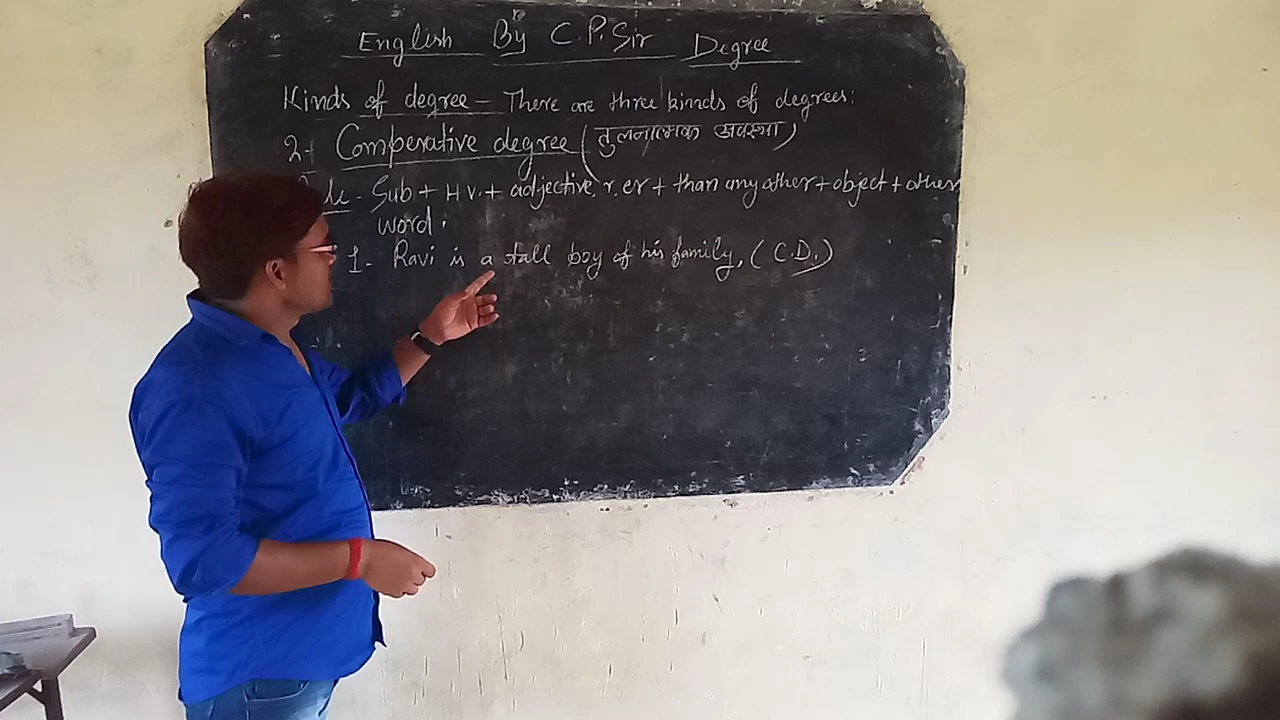 English By C.P. Sir Degree
Kinds of degree - There are three kinds of degrees:
2- Comperative degree (तुलनात्मक अवस्था)
- Sub + H.V. + adjective, r, er + than any other + object + other
word.
1- Ravi is a tall boy of his family, (C.D.)